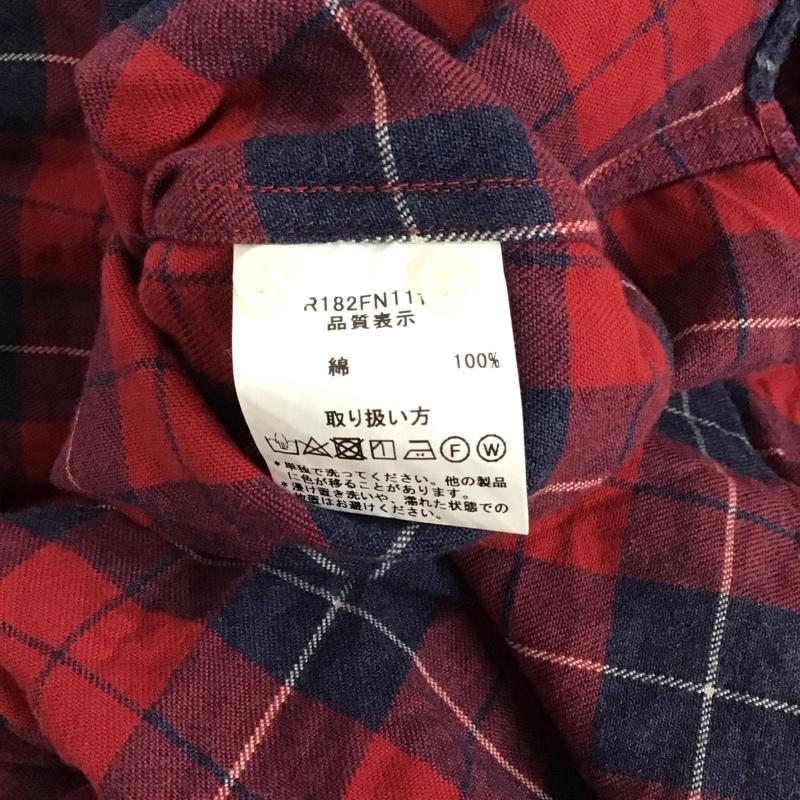 R182FN11
品質表示
綿 100%
取り扱い方
F W
*単独で洗ってください。他の製品
に色が移ることがあります。
*浸け置き洗いや、濡れた状態での
放置はお避けください。